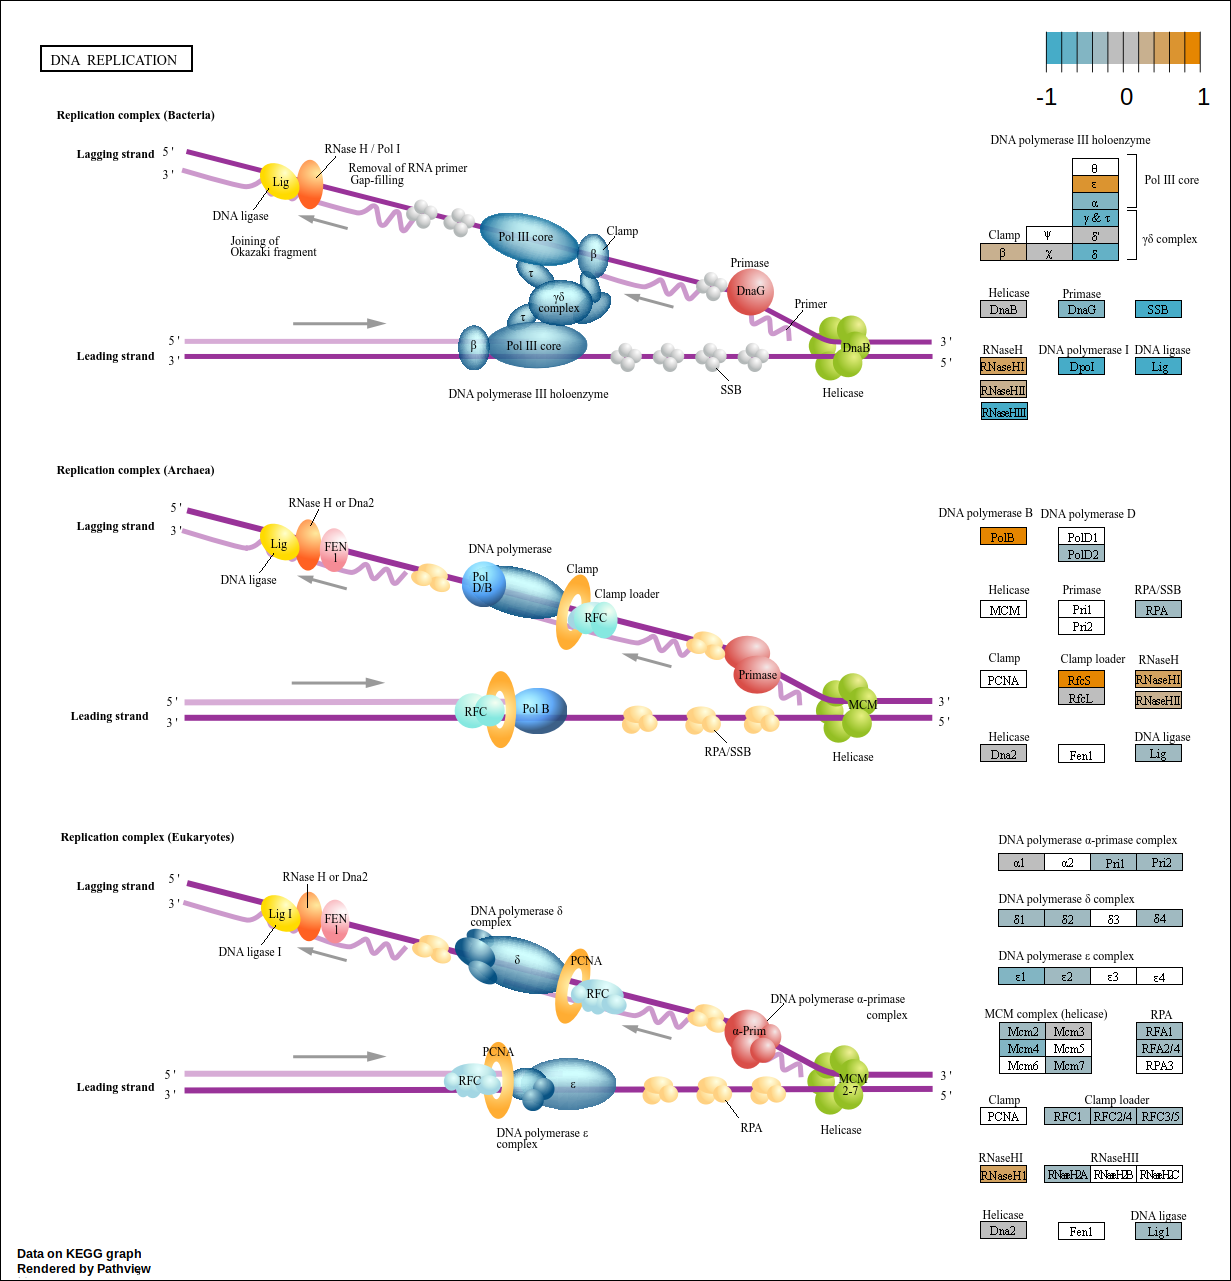 DNA REPLICATION
-1 0 1
Replication complex (Bacteria)
Lagging strand 5 '
3 '
RNase H / Pol I
Removal of RNA primer
Gap-filling
Lig
DNA ligase
Joining of
Okazaki fragment
Pol III core
Clamp
β
τ
γδ
complex
τ
Primase
DnaG
Primer
β
Pol III core
DnaB
5 '
Leading strand 3 '
3 '
5 '
SSB
Helicase
DNA polymerase III holoenzyme
DNA polymerase III holoenzyme
θ
ε
α
Pol III core
γ & τ
Clamp ψ δ'
β χ δ
γδ complex
Helicase Primase
DnaB DnaG SSB
RNaseH DNA polymerase I DNA ligase
RNaseHI DpoI Lig
RNaseHII
RNaseHIII
Replication complex (Archaea)
Lagging strand 5 '
3 '
RNase H or Dna2
Lig
FEN
1
DNA ligase
DNA polymerase
Pol
D/B
Clamp
Clamp loader
RFC
Primase
MCM
5 '
Leading strand 3 '
RFC
Pol B
3 '
5 '
RPA/SSB
Helicase
DNA polymerase B DNA polymerase D
PolB PolD1
PolD2
Helicase Primase RPA/SSB
MCM Pri1 RPA
Pri2
Clamp Clamp loader RNaseH
PCNA RfcS RNaseHI
RfcL RNaseHII
Helicase DNA ligase
Dna2 Fen1 Lig
Replication complex (Eukaryotes)
Lagging strand 5 '
3 '
RNase H or Dna2
Lig I
FEN
1
DNA ligase I
DNA polymerase δ
complex
δ
PCNA
RFC
DNA polymerase α-primase
complex
α-Prim
PCNA
RFC
ε
MCM
2-7
5 '
Leading strand 3 '
3 '
5 '
RPA
Helicase
DNA polymerase ε
complex
DNA polymerase α-primase complex
α1 α2 Pri1 Pri2
DNA polymerase δ complex
δ1 δ2 δ3 δ4
DNA polymerase ε complex
ε1 ε2 ε3 ε4
MCM complex (helicase) RPA
Mcm2 Mcm3 RFA1
Mcm4 Mcm5 RFA2/4
Mcm6 Mcm7 RPA3
Clamp Clamp loader
PCNA RFC1 RFC2/4 RFC3/5
RNaseHI RNaseHII
RNaseH1 RNaseH2A RNaseH2B RNaseH2C
Helicase DNA ligase
Dna2 Fen1 Lig1
Data on KEGG graph
Rendered by Pathview